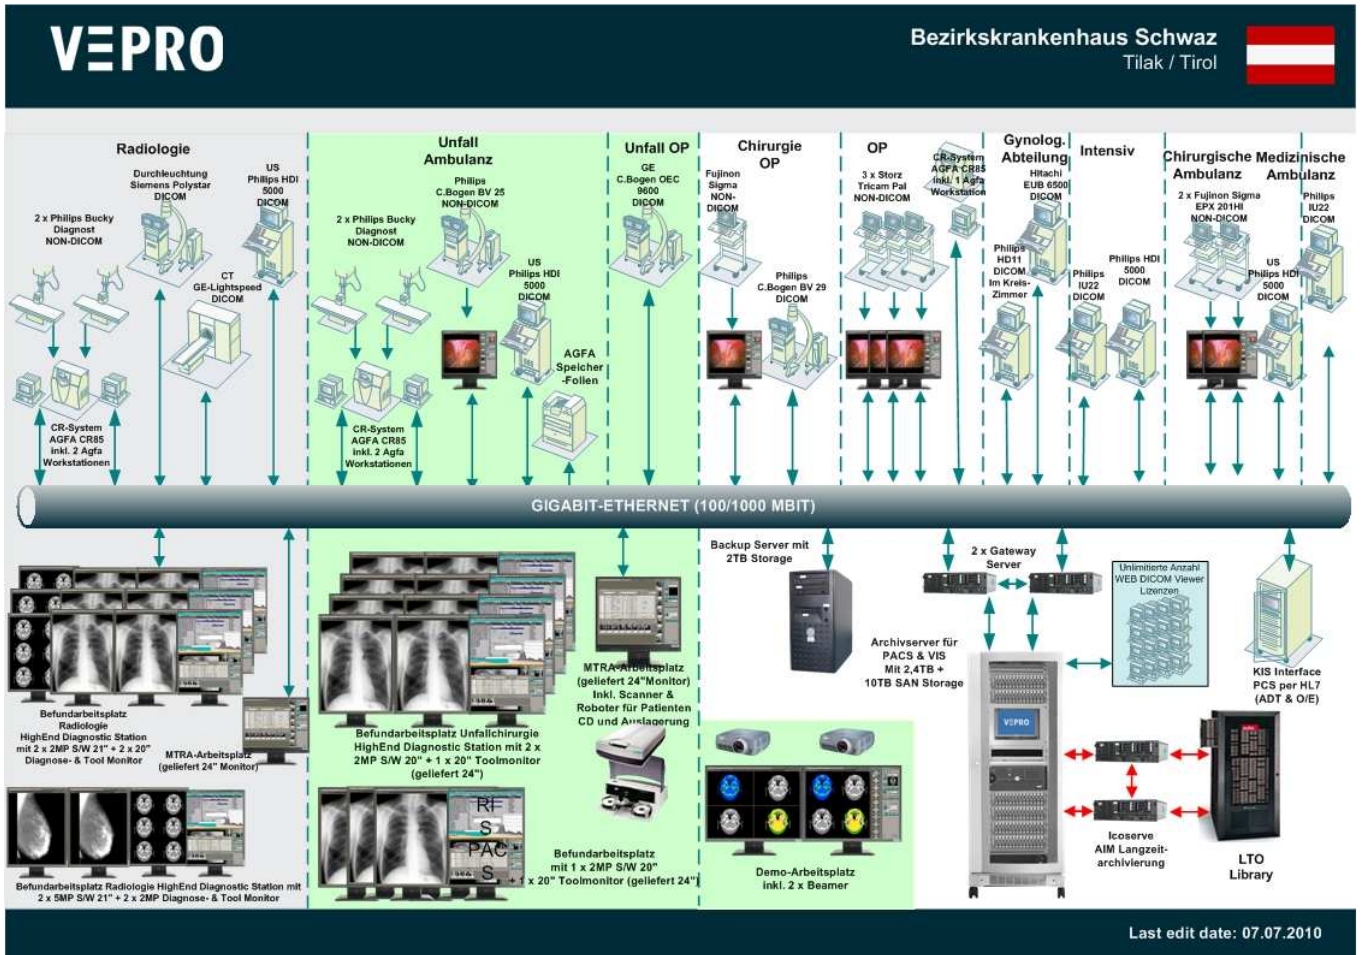 VEPRO
Bezirkskrankenhaus Schwaz
Tilak / Tirol
Radiologie
Durchleuchtung
Siemens Polystar
DICOM
US
Philips HDI
5000
DICOM
2 x Philips Bucky
Diagnost
NON-DICOM
CT
GE-Lightspeed
DICOM
CR-System
AGFA CR85
inkl. 2 Agfa
Workstationen
Unfall
Ambulanz
Philips
C.Bogen BV 25
NON-DICOM
2 x Philips Bucky
Diagnost
NON-DICOM
US
Philips HDI
5000
DICOM
AGFA
Speicher
-Folien
CR-System
AGFA CR85
inkl. 2 Agfa
Workstationen
Unfall OP
GE
C.Bogen OEC
9600
DICOM
Chirurgie
OP
Fujinon
Sigma
NON-
DICOM
Philips
C.Bogen BV 29
DICOM
OP
3 x Storz
Tricam Pal
NON-DICOM
CR-System
AGFA CR85
inkl. 1 Agfa
Workstation
Gynolog.
Abteilung
Hitachi
EUB 6500
DICOM
Philips
HD11
DICOM
Im Kreis-
Zimmer
Intensiv
Philips
IU22
DICOM
Philips HDI
5000
DICOM
Chirurgische
Ambulanz
2 x Fujinon Sigma
EPX 201HI
NON-DICOM
US
Philips HDI
5000
DICOM
Medizinische
Ambulanz
Philips
IU22
DICOM
GIGABIT-ETHERNET (100/1000 MBIT)
Befundarbeitsplatz
Radiologie
HighEnd Diagnostic Station
mit 2 x 2MP S/W 21" + 2 x 20"
Diagnose- & Tool Monitor
MTRA-Arbeitsplatz
(geliefert 24" Monitor)
Befundarbeitsplatz Radiologie HighEnd Diagnostic Station mit
2 x 5MP S/W 21" + 2 x 2MP Diagnose- & Tool Monitor
Befundarbeitsplatz Unfallchirurgie
HighEnd Diagnostic Station mit 2 x
2MP S/W 20" + 1 x 20" Toolmonitor
(geliefert 24")
MTRA-Arbeitsplatz
(geliefert 24"Monitor)
Inkl. Scanner &
Roboter für Patienten
CD und Auslagerung
RI
S
PAC
S
Befundarbeitsplatz
mit 1 x 2MP S/W 20"
+ 1 x 20" Toolmonitor (geliefert 24")
Backup Server mit
2TB Storage
2 x Gateway
Server
Unlimitierte Anzahl
WEB DICOM Viewer
Lizenzen
Archivserver für
PACS & VIS
Mit 2,4TB +
10TB SAN Storage
VEPRO
KIS Interface
PCS per HL7
(ADT & O/E)
Demo-Arbeitsplatz
inkl. 2 x Beamer
Icoserve
AIM Langzeit-
archivierung
LTO
Library
Last edit date: 07.07.2010